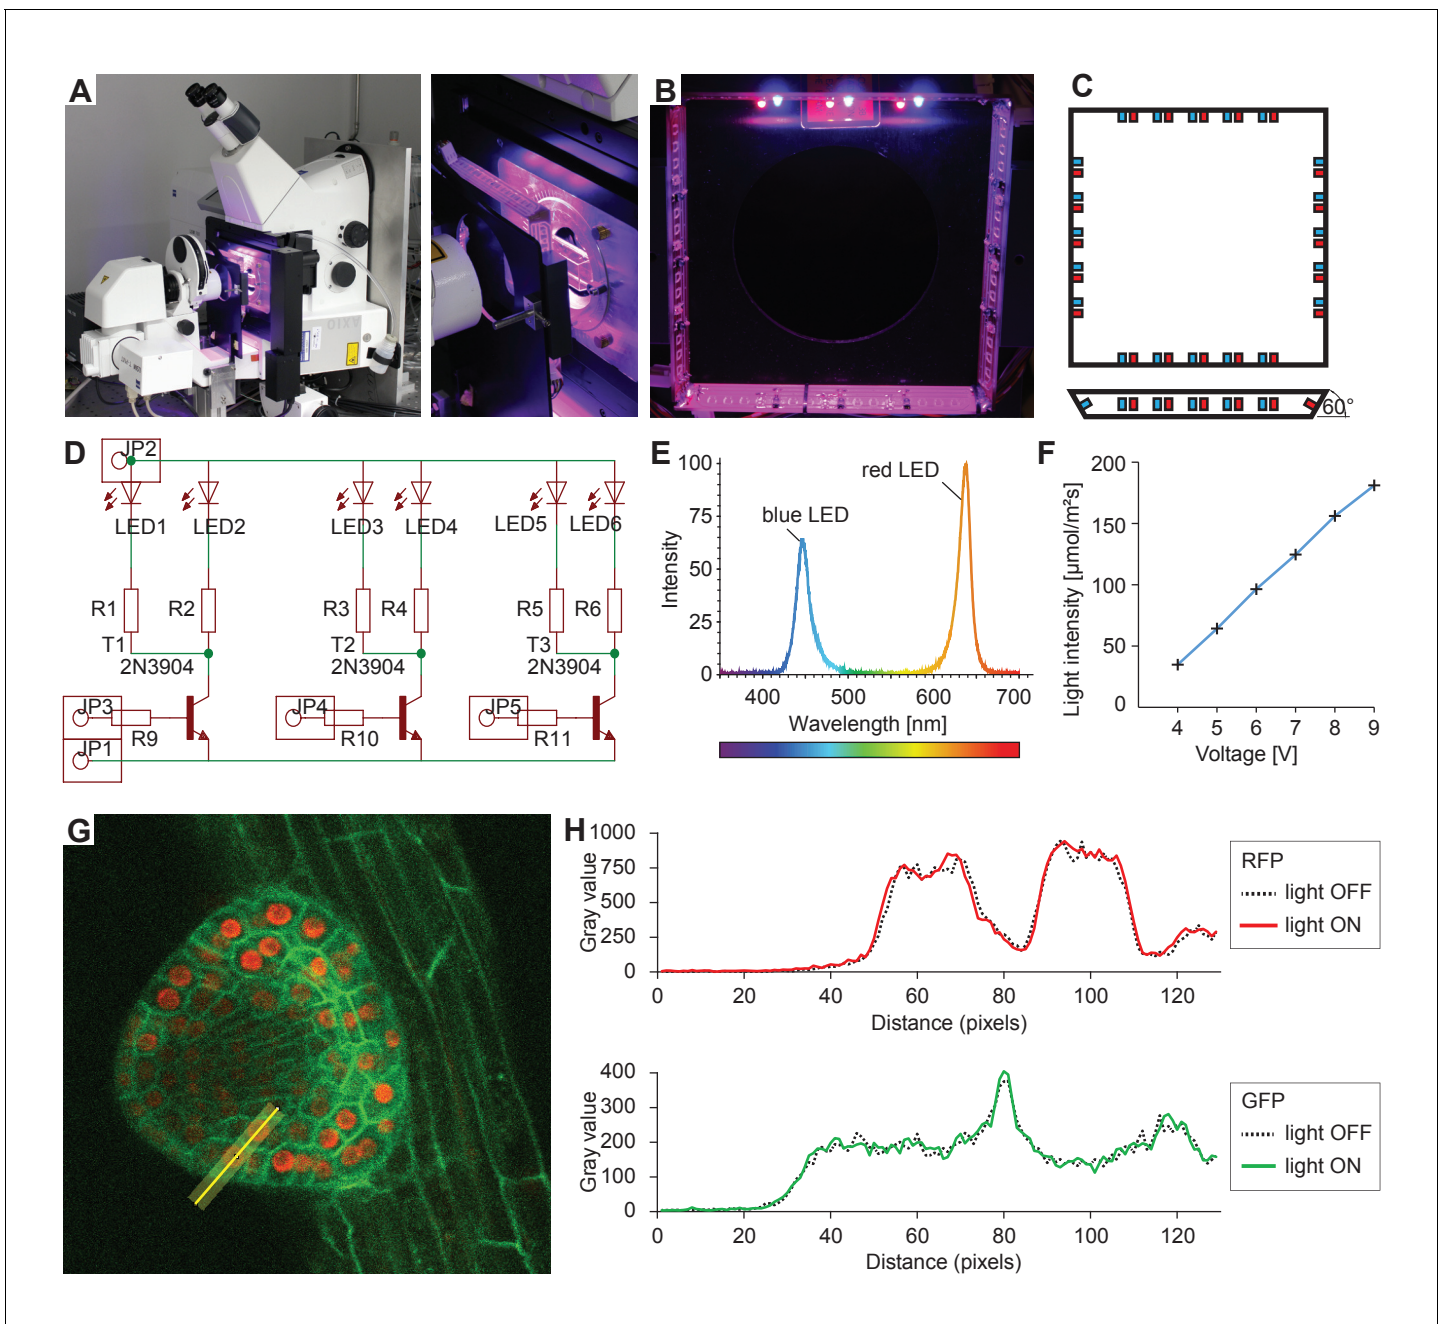 A
AXIO
B
C
60°
D
JP2
LED1
LED2
LED3
LED4
LED5
LED6
R1
R2
R3
R4
R5
R6
T1
T2
T3
2N3904
2N3904
2N3904
JP3
JP4
JP5
R9
R10
R11
JP1
E
100
75
50
25
0
Intensity
blue LED
red LED
400
500
600
700
Wavelength [nm]
F
200
150
100
50
0
Light intensity [µmol/m²s]
4
5
6
7
8
9
Voltage [V]
G
H
1000
750
500
250
0
Gray value
0
20
40
60
80
100
120
Distance (pixels)
RFP
light OFF
light ON
400
300
200
100
0
Gray value
0
20
40
60
80
100
120
Distance (pixels)
GFP
light OFF
light ON